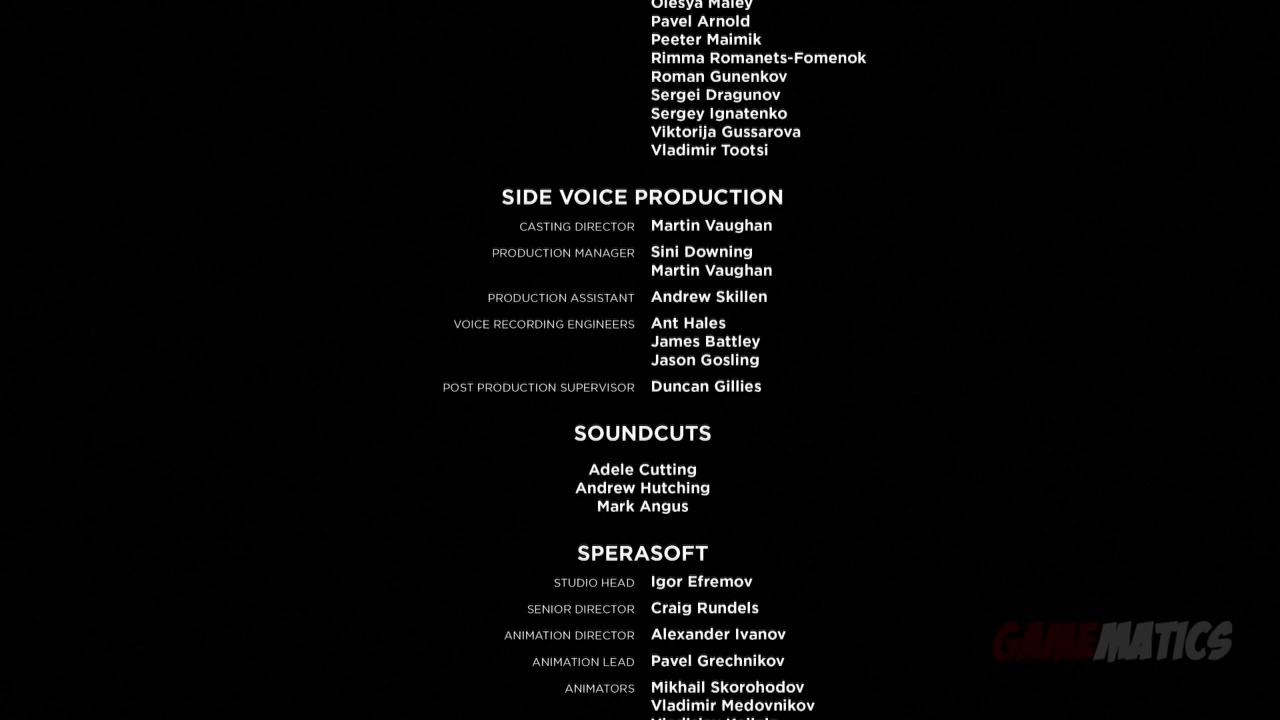 Olesya Maley
Pavel Arnold
Peeter Maimik
Rimma Romanets-Fomenok
Roman Gunenkov
Sergei Dragunov
Sergey Ignatenko
Viktorija Gussarova
Vladimir Tootsi
SIDE VOICE PRODUCTION
CASTING DIRECTOR Martin Vaughan
PRODUCTION MANAGER Sini Downing
Martin Vaughan
PRODUCTION ASSISTANT Andrew Skillen
VOICE RECORDING ENGINEERS Ant Hales
James Battley
Jason Gosling
POST PRODUCTION SUPERVISOR Duncan Gillies
SOUNDCUTS
Adele Cutting
Andrew Hutching
Mark Angus
SPERASOFT
STUDIO HEAD Igor Efremov
SENIOR DIRECTOR Craig Rundels
ANIMATION DIRECTOR Alexander Ivanov
ANIMATION LEAD Pavel Grechnikov
ANIMATORS Mikhail Skorohodov
Vladimir Medovnikov
GAMEMATICS